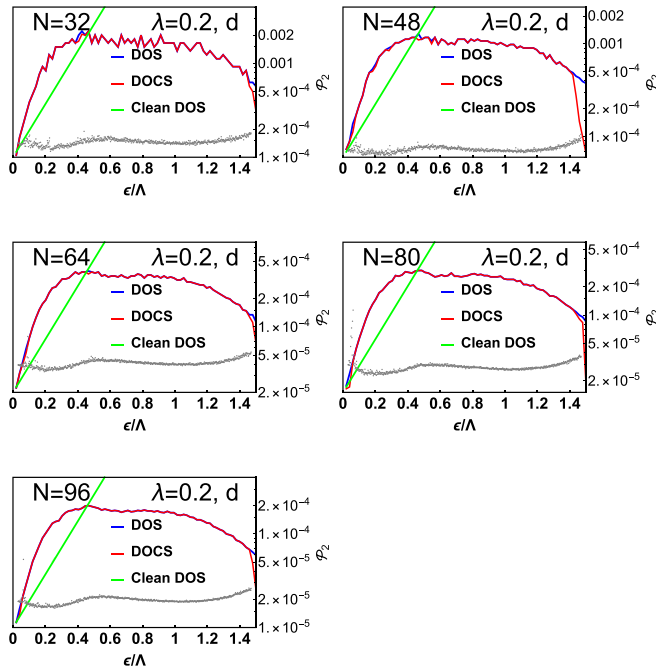 N=32 λ=0.2, d
DOS
DOCS
Clean DOS
0.002
0.001
5.×10⁻⁴
2.×10⁻⁴
1.×10⁻⁴
𝒫₂
0 0.2 0.4 0.6 0.8 1 1.2 1.4
ϵ/Λ
N=48 λ=0.2, d
DOS
DOCS
Clean DOS
0.002
0.001
5.×10⁻⁴
2.×10⁻⁴
1.×10⁻⁴
𝒫₂
0 0.2 0.4 0.6 0.8 1 1.2 1.4
ϵ/Λ
N=64 λ=0.2, d
DOS
DOCS
Clean DOS
5.×10⁻⁴
2.×10⁻⁴
1.×10⁻⁴
5.×10⁻⁵
2.×10⁻⁵
𝒫₂
0 0.2 0.4 0.6 0.8 1 1.2 1.4
ϵ/Λ
N=80 λ=0.2, d
DOS
DOCS
Clean DOS
5.×10⁻⁴
2.×10⁻⁴
1.×10⁻⁴
5.×10⁻⁵
2.×10⁻⁵
𝒫₂
0 0.2 0.4 0.6 0.8 1 1.2 1.4
ϵ/Λ
N=96 λ=0.2, d
DOS
DOCS
Clean DOS
2.×10⁻⁴
1.×10⁻⁴
5.×10⁻⁵
2.×10⁻⁵
1.×10⁻⁵
𝒫₂
0 0.2 0.4 0.6 0.8 1 1.2 1.4
ϵ/Λ